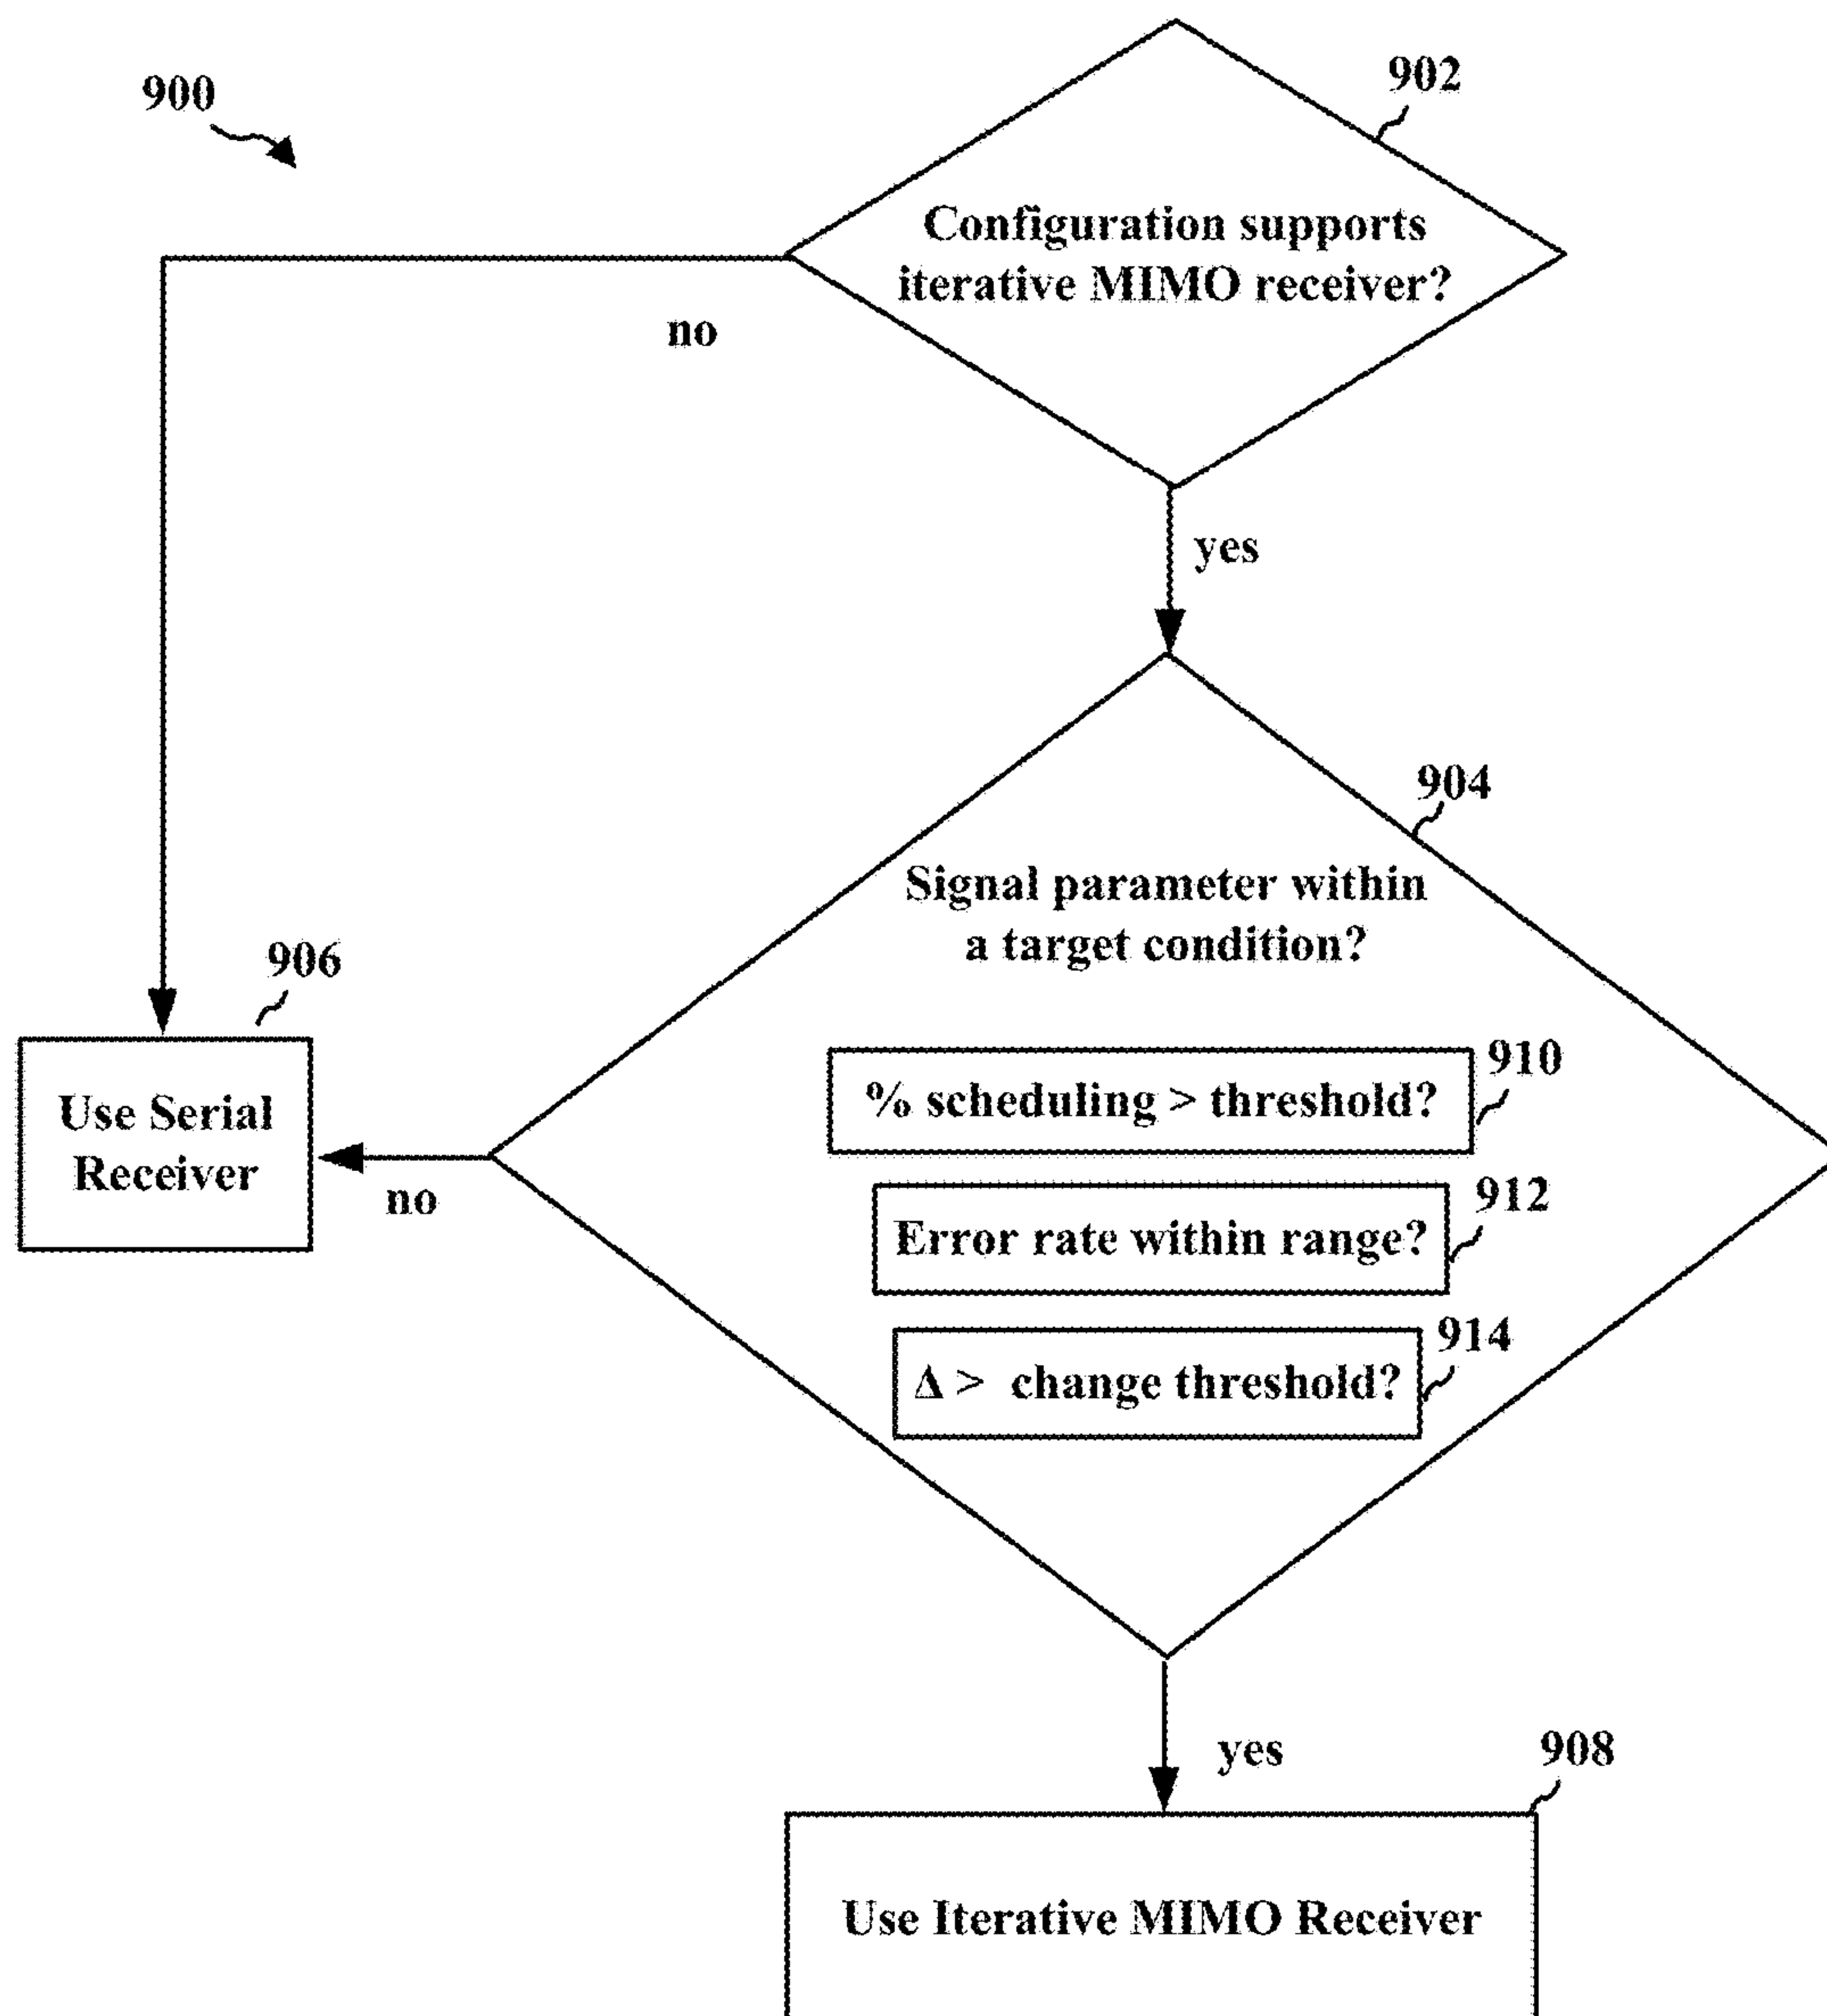 900
902
Configuration supports
iterative MIMO receiver?
no
yes
904
Signal parameter within
a target condition?
906
Use Serial
Receiver
no
910
% scheduling > threshold?
912
Error rate within range?
914
Δ > change threshold?
yes
908
Use Iterative MIMO Receiver